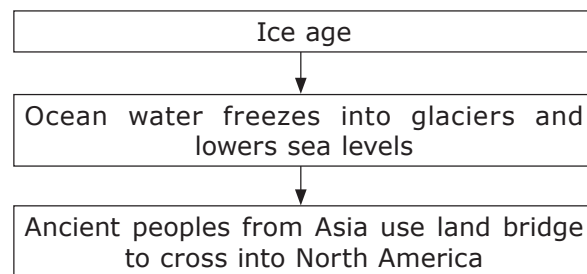 Ice age
Ocean water freezes into glaciers and
lowers sea levels
Ancient peoples from Asia use land bridge
to cross into North America